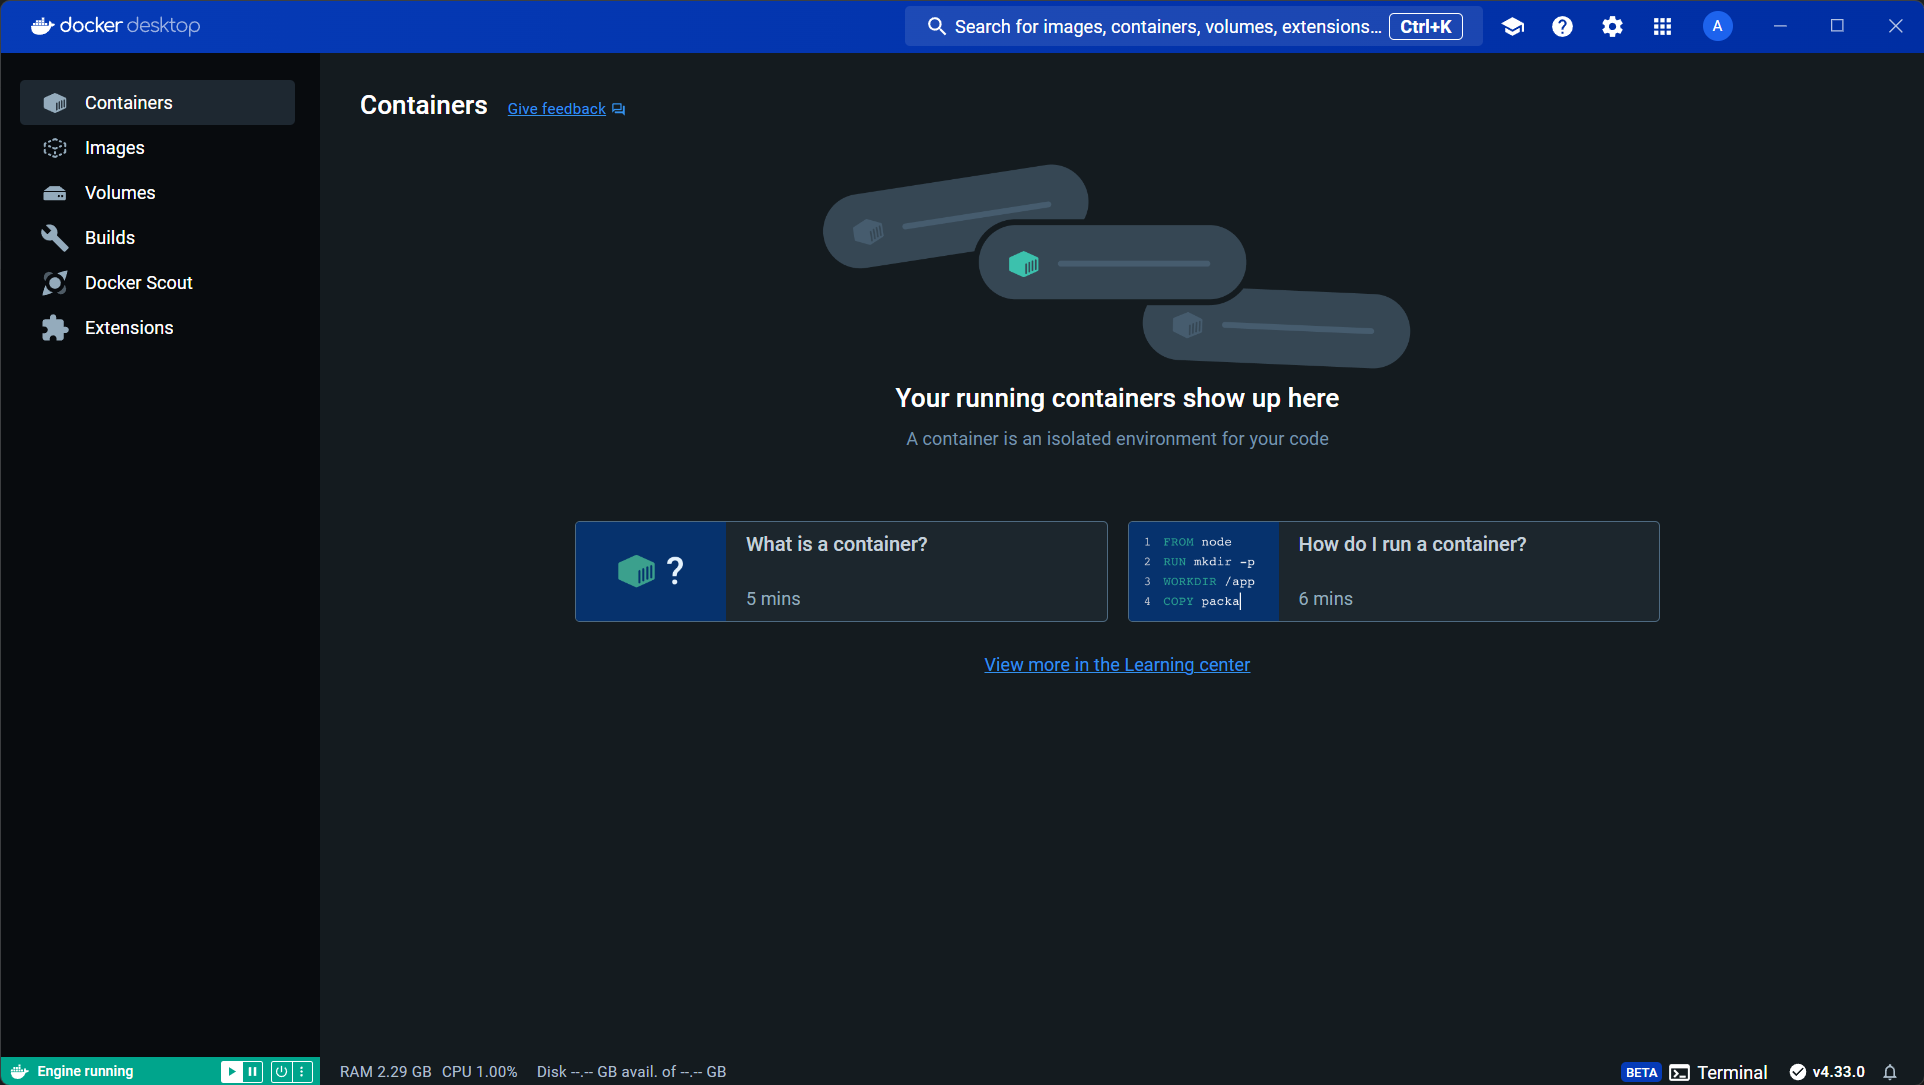 docker desktop
Search for images, containers, volumes, extensions... Ctrl+K
A
Containers
Images
Volumes
Builds
Docker Scout
Extensions
Containers Give feedback
Your running containers show up here
A container is an isolated environment for your code
?
What is a container?
5 mins
1 FROM node
2 RUN mkdir -p
3 WORKDIR /app
4 COPY packa
How do I run a container?
6 mins
View more in the Learning center
Engine running
RAM 2.29 GB CPU 1.00% Disk --.-- GB avail. of --.-- GB
BETA Terminal v4.33.0